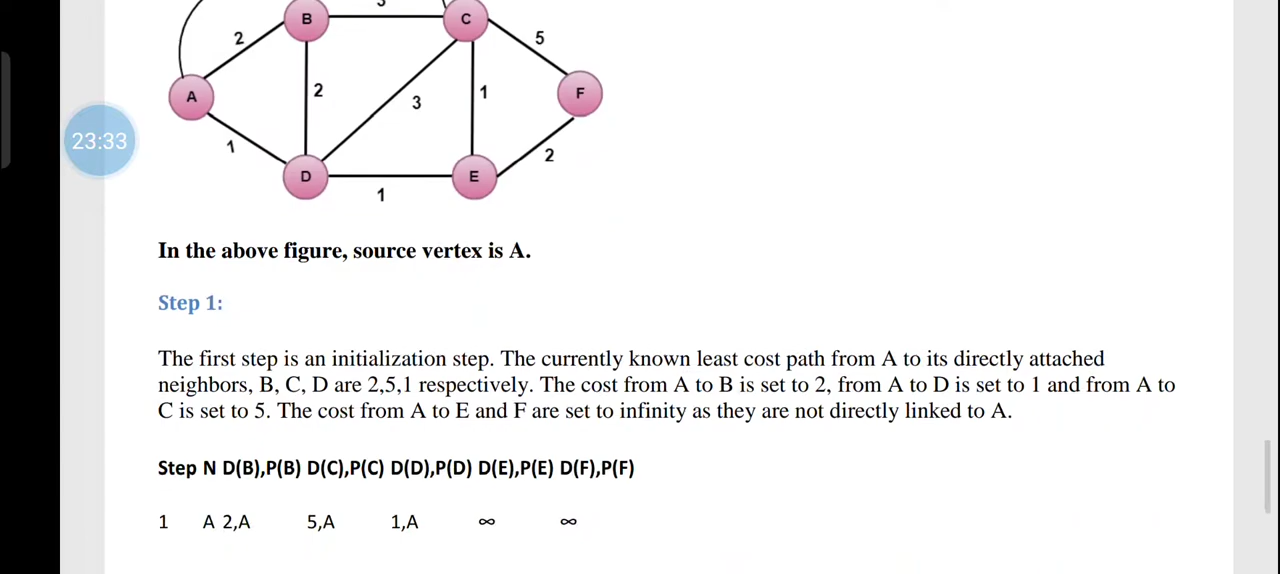 3
B
C
2
5
A
2
3
1
F
23:33
1
2
D
E
1
In the above figure, source vertex is A.
Step 1:
The first step is an initialization step. The currently known least cost path from A to its directly attached
neighbors, B, C, D are 2,5,1 respectively. The cost from A to B is set to 2, from A to D is set to 1 and from A to
C is set to 5. The cost from A to E and F are set to infinity as they are not directly linked to A.
Step N D(B),P(B) D(C),P(C) D(D),P(D) D(E),P(E) D(F),P(F)
1 A 2,A 5,A 1,A ∞ ∞